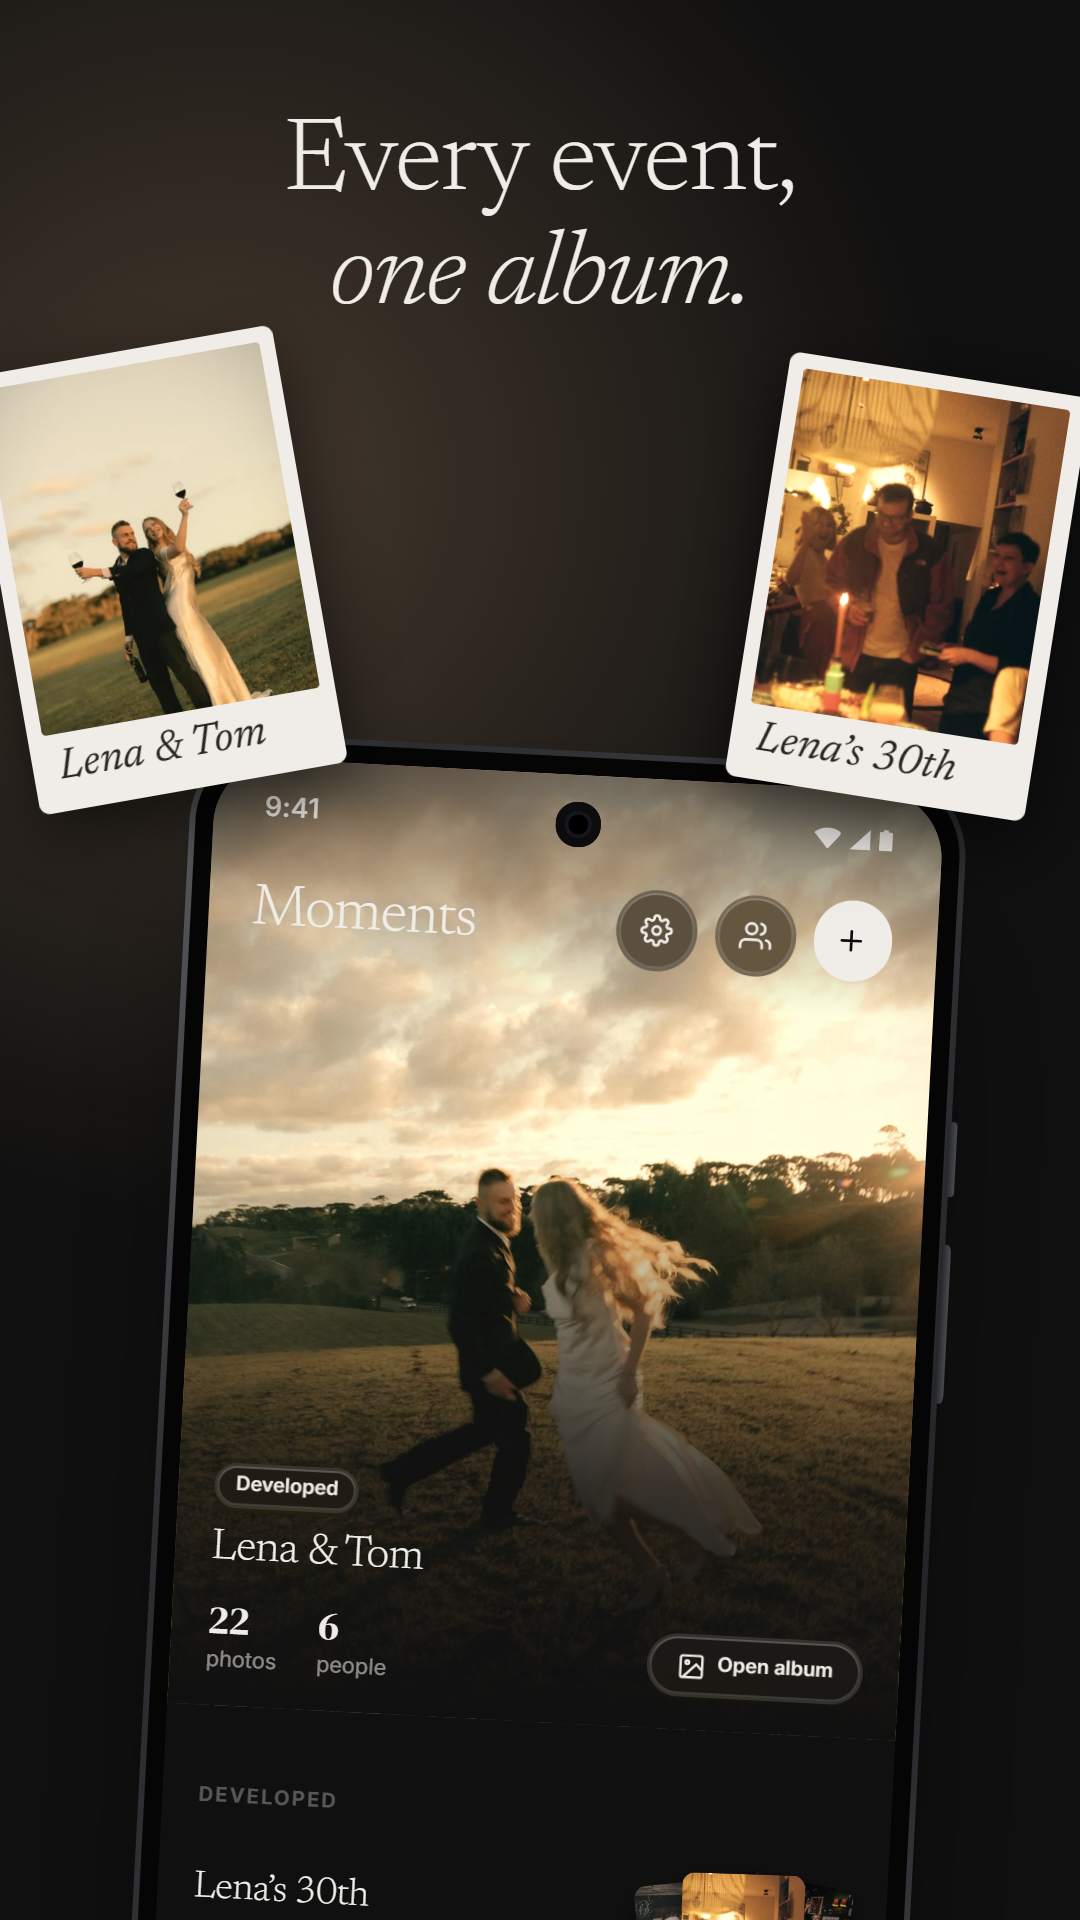 Every event,
one album.
Lena & Tom
Lena’s 30th
9:41
Moments
Developed
Lena & Tom
22
photos
6
people
Open album
DEVELOPED
Lena’s 30th